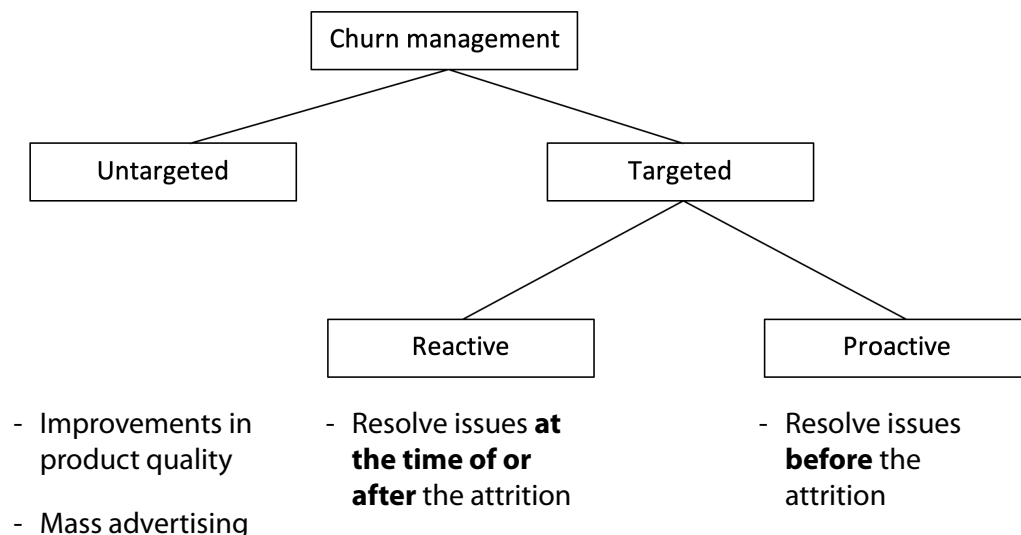 Churn management
Untargeted
Targeted
Reactive
Proactive
- Improvements in
product quality
- Mass advertising
- Resolve issues at
the time of or
after the attrition
- Resolve issues
before the
attrition